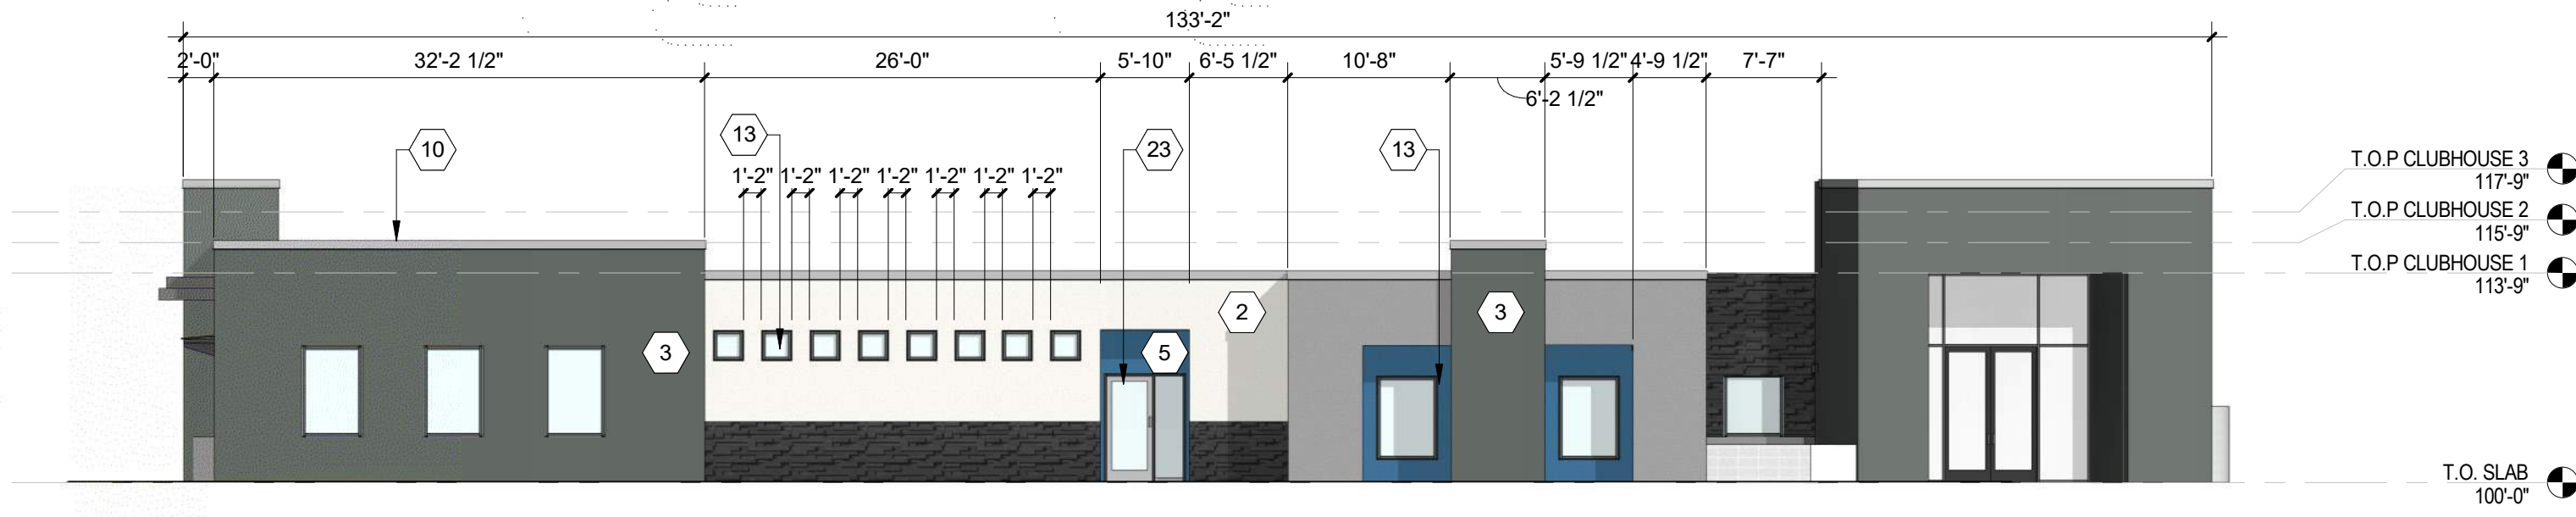 133'-2"
2'-0" 32'-2 1/2" 26'-0" 5'-10" 6'-5 1/2" 10'-8" 5'-9 1/2" 4'-9 1/2" 7'-7"
6'-2 1/2"
13 23 13
10
T.O.P CLUBHOUSE 3
117'-9"
1'-2" 1'-2" 1'-2" 1'-2" 1'-2" 1'-2" 1'-2"
T.O.P CLUBHOUSE 2
115'-9"
T.O.P CLUBHOUSE 1
113'-9"
2 3
3 5
T.O. SLAB
100'-0"